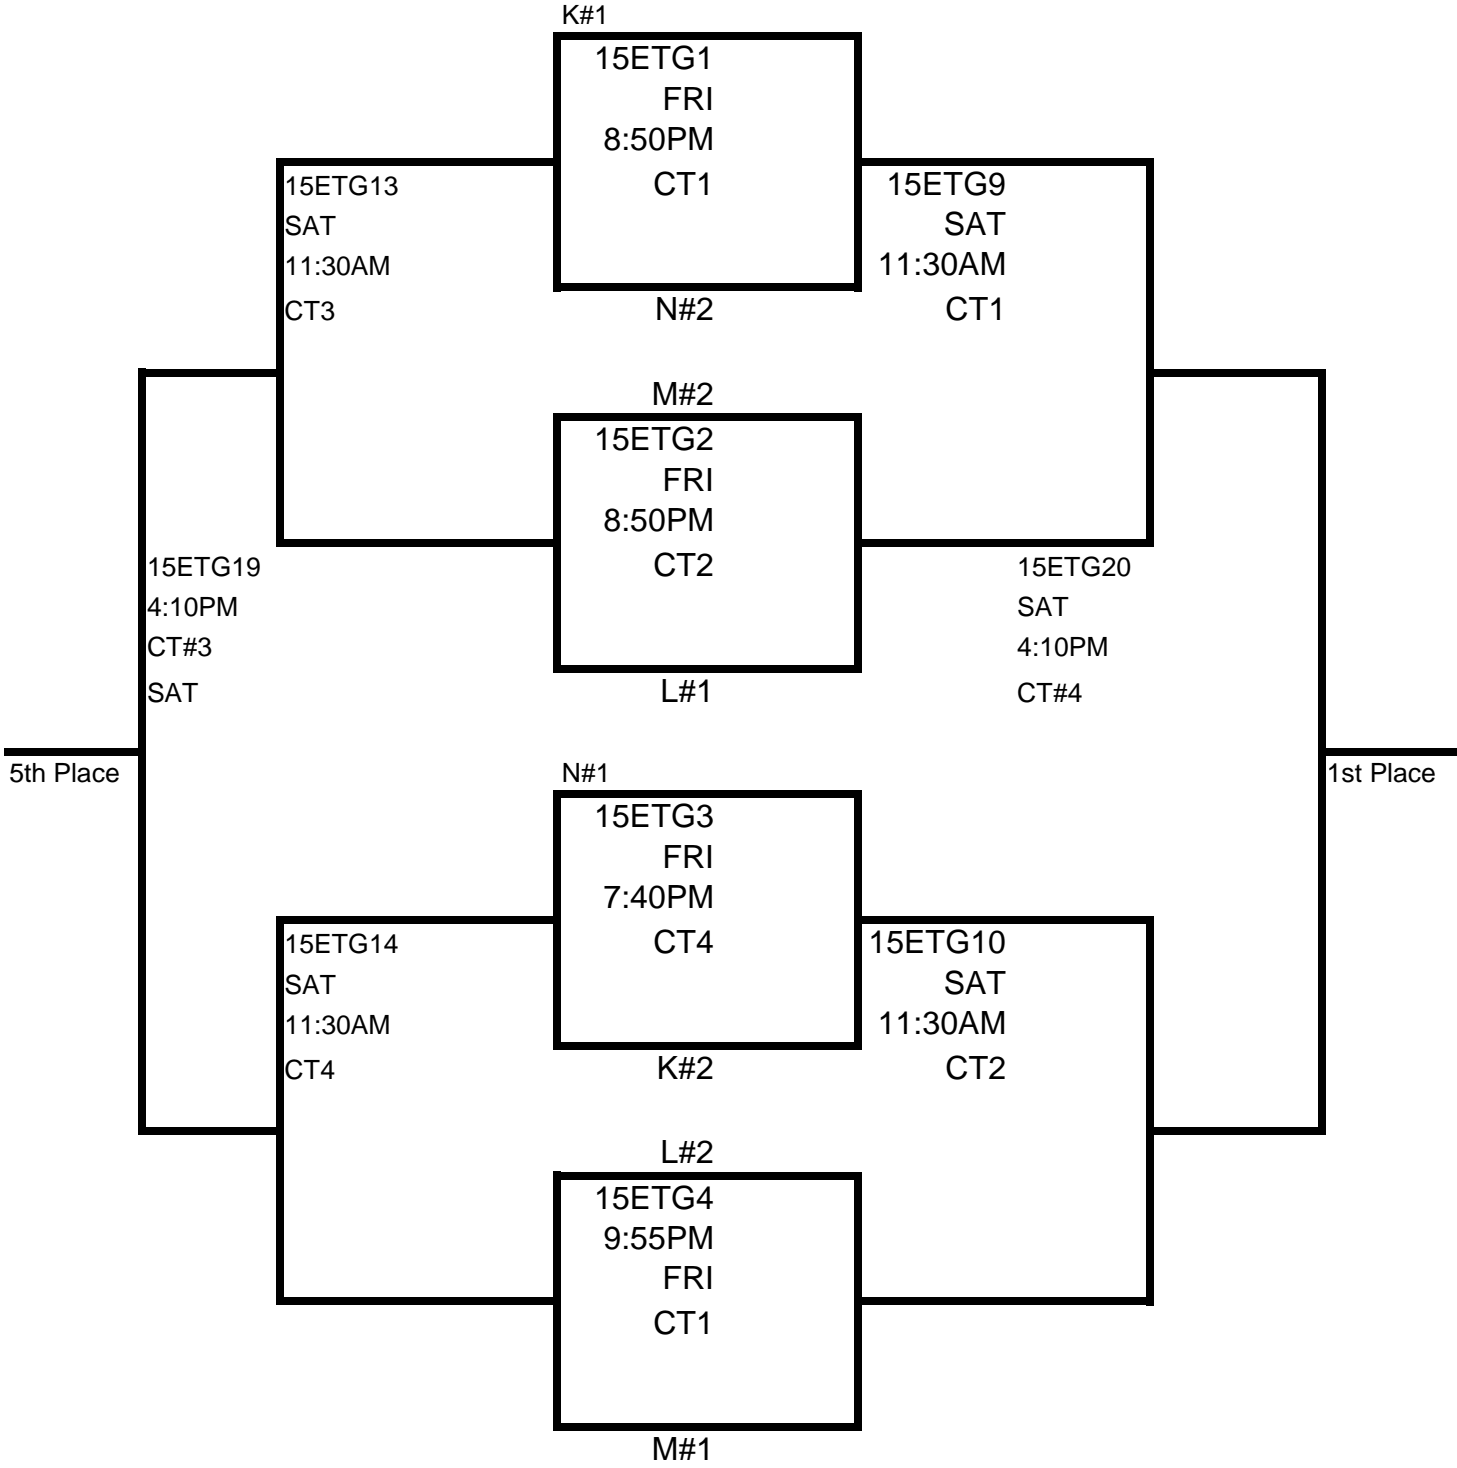 K#1
15ETG1
FRI
8:50PM
CT1
15ETG13
SAT
11:30AM
CT3
15ETG9
SAT
11:30AM
CT1
N#2
M#2
15ETG2
FRI
8:50PM
CT2
15ETG19
4:10PM
CT#3
SAT
15ETG20
SAT
4:10PM
CT#4
L#1
5th Place
1st Place
N#1
15ETG3
FRI
7:40PM
CT4
15ETG14
SAT
11:30AM
CT4
15ETG10
SAT
11:30AM
CT2
K#2
L#2
15ETG4
9:55PM
FRI
CT1
M#1